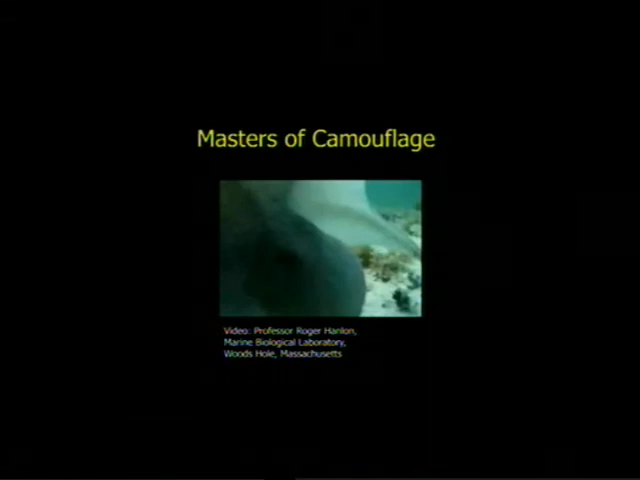 Masters of Camouflage
Video: Professor Roger Hanlon,
Marine Biological Laboratory,
Woods Hole, Massachusetts